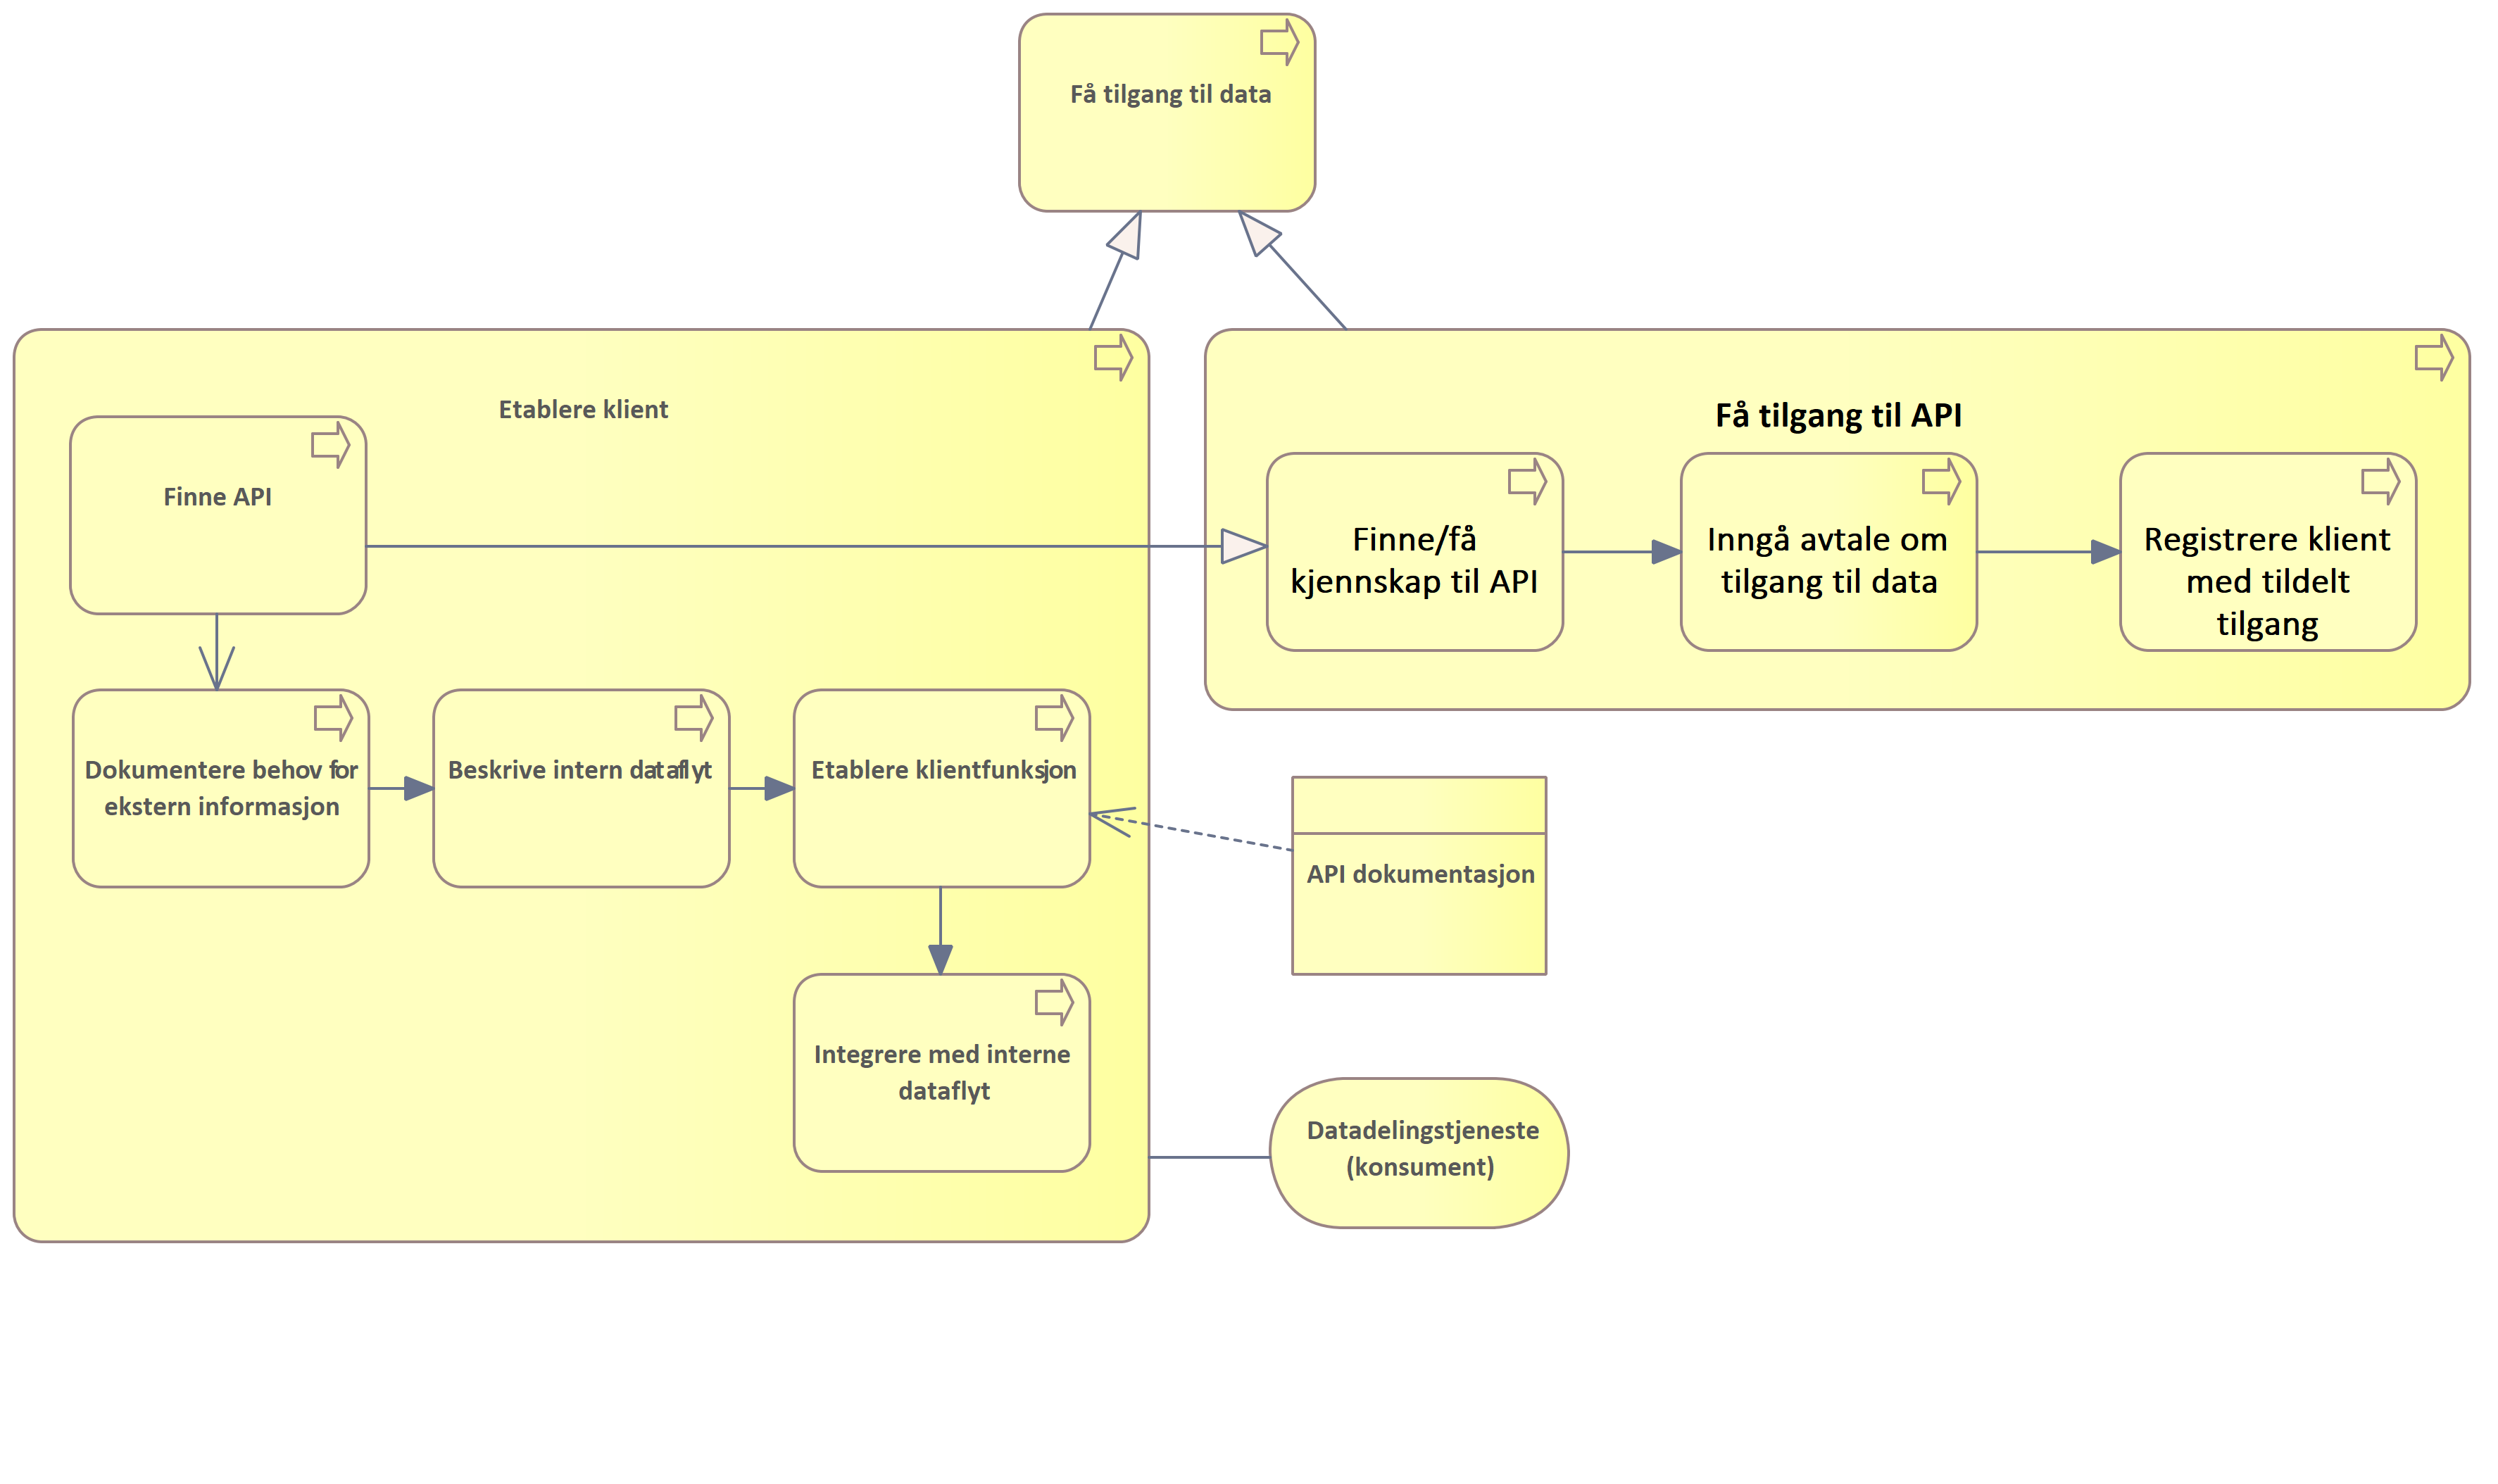 Få tilgang til data
Etablere klient
Få tilgang til API
Finne API
Finne/få
kjennskap til API
Inngå avtale om
tilgang til data
Registrere klient
med tildelt
tilgang
Dokumentere behov for
ekstern informasjon
Beskrive intern dataflyt
Etablere klientfunksjon
API dokumentasjon
Integrere med interne
dataflyt
Datadelingstjeneste
(konsument)